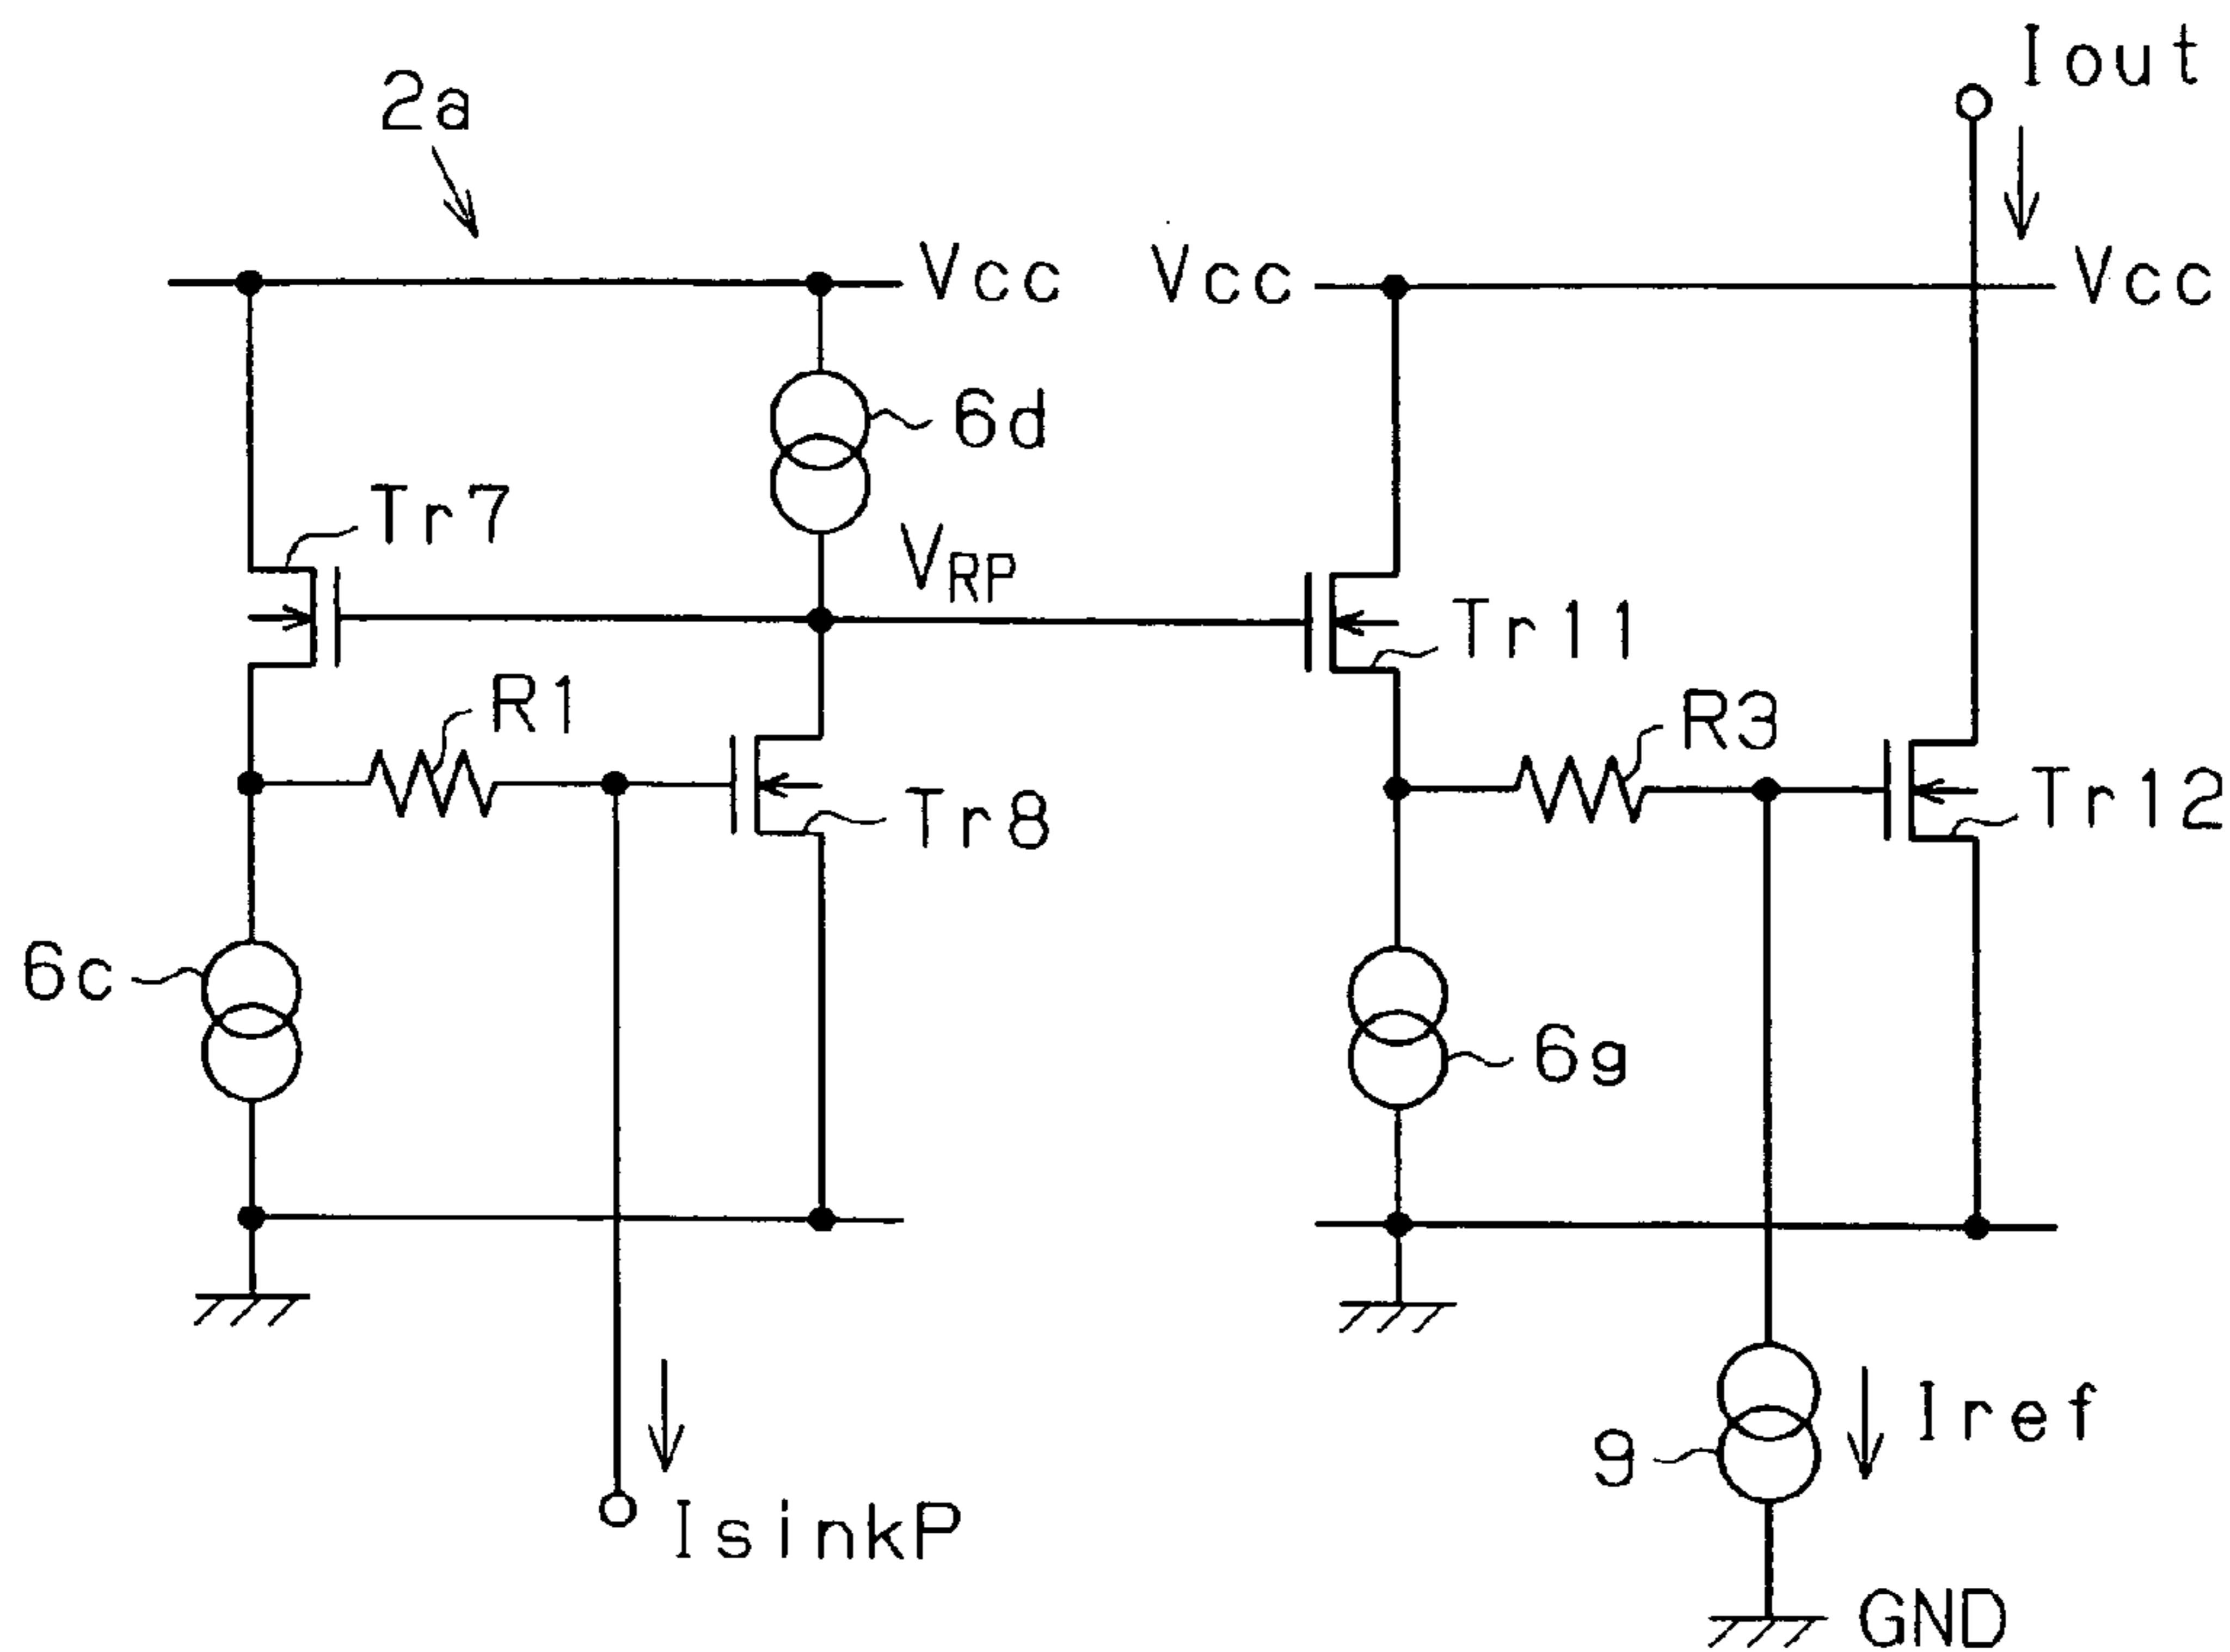 Iout
2a
Vcc
Vcc
Vcc
6d
Tr7
VRP
Tr11
R1
R3
Tr8
Tr12
6c
6g
Iref
9
IsinkP
GND